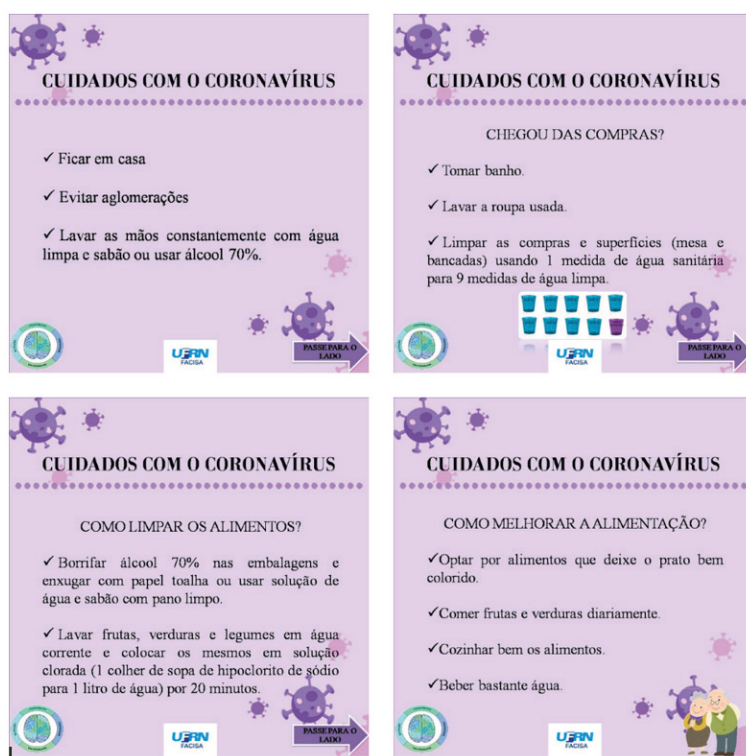 CUIDADOS COM O CORONAVÍRUS
✓ Ficar em casa
✓ Evitar aglomerações
✓ Lavar as mãos constantemente com água
limpa e sabão ou usar álcool 70%.
UFRN
FACISA
PASSE PARA O
LADO
CUIDADOS COM O CORONAVÍRUS
CHEGOU DAS COMPRAS?
✓ Tomar banho.
✓ Lavar a roupa usada.
✓ Limpar as compras e superfícies (mesa e
bancadas) usando 1 medida de água sanitária
para 9 medidas de água limpa.
UFRN
FACISA
PASSE PARA O
LADO
CUIDADOS COM O CORONAVÍRUS
COMO LIMPAR OS ALIMENTOS?
✓ Borrifar álcool 70% nas embalagens e
enxugar com papel toalha ou usar solução de
água e sabão com pano limpo.
✓ Lavar frutas, verduras e legumes em água
corrente e colocar os mesmos em solução
clorada (1 colher de sopa de hipoclorito de sódio
para 1 litro de água) por 20 minutos.
UFRN
FACISA
PASSE PARA O
LADO
CUIDADOS COM O CORONAVÍRUS
COMO MELHORAR A ALIMENTAÇÃO?
✓Optar por alimentos que deixe o prato bem
colorido.
✓Comer frutas e verduras diariamente.
✓Cozinhar bem os alimentos.
✓Beber bastante água.
UFRN
FACISA